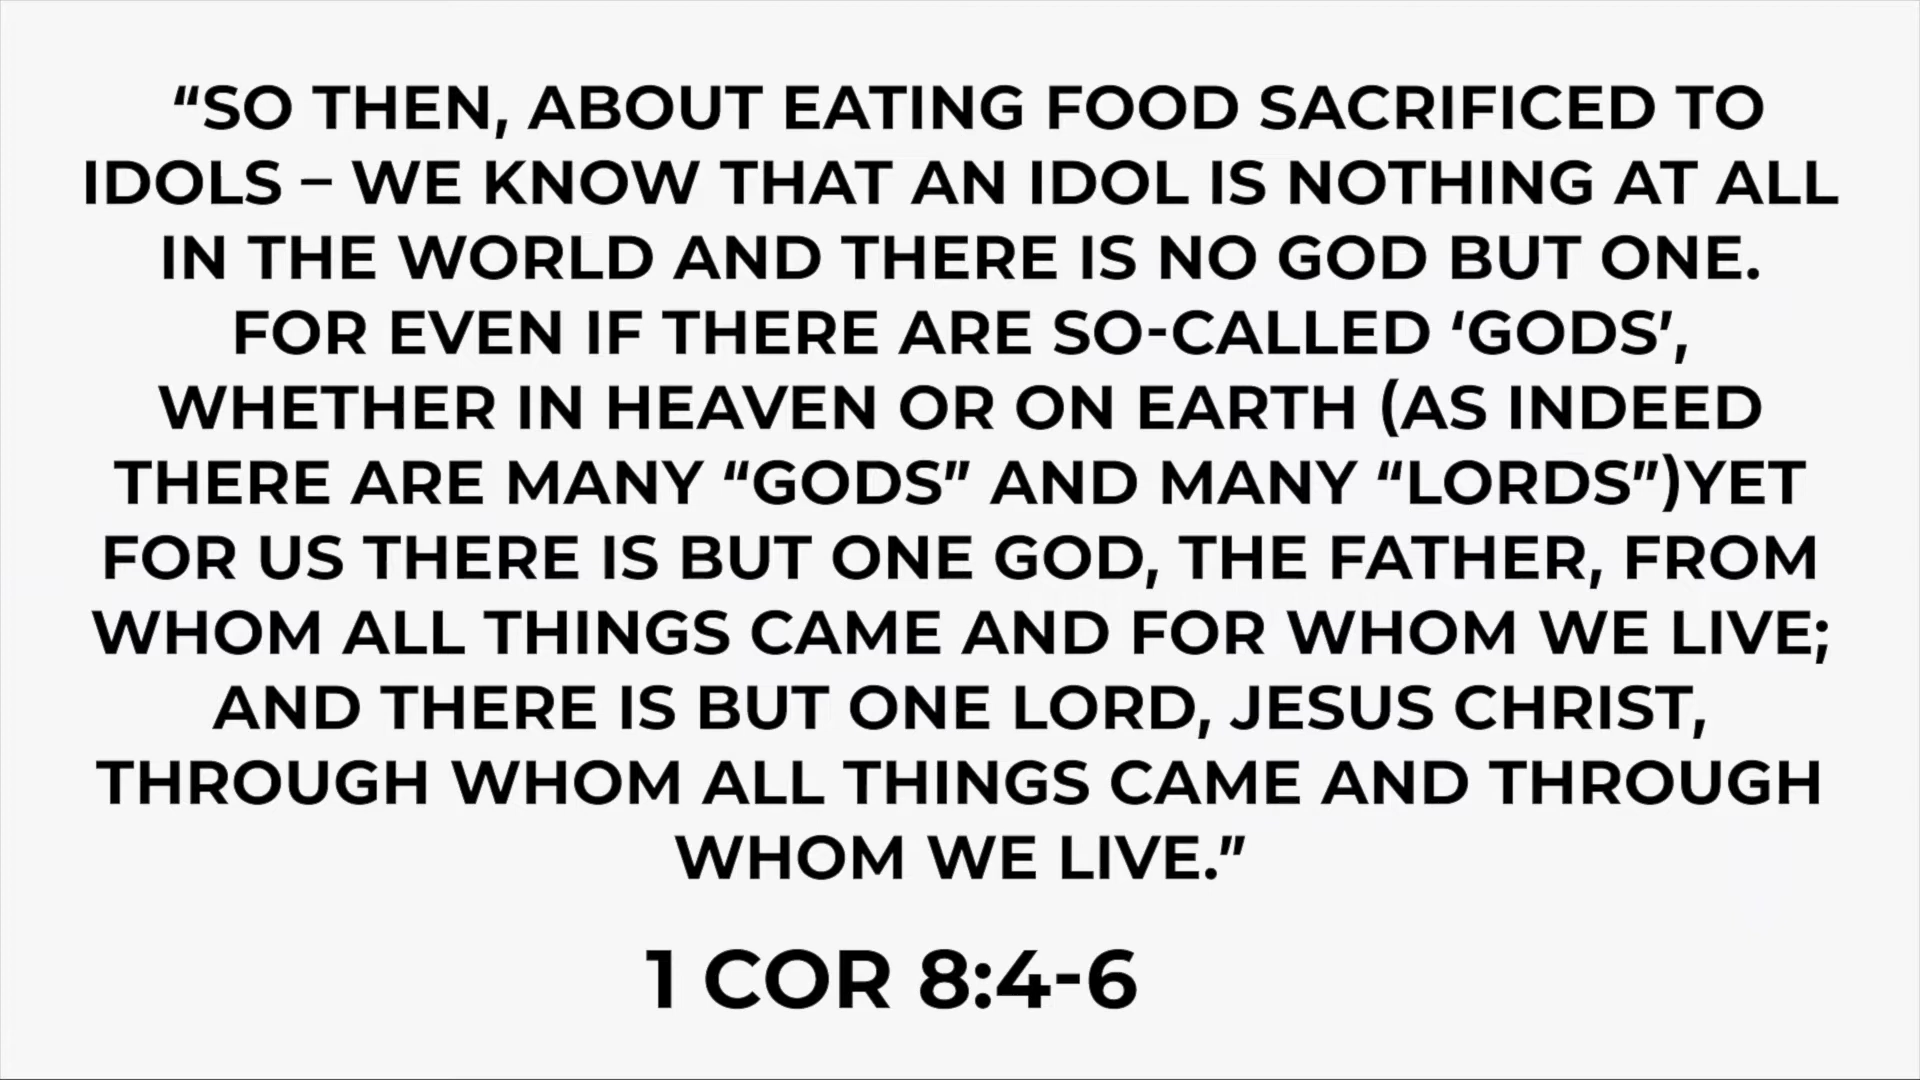 “SO THEN, ABOUT EATING FOOD SACRIFICED TO
IDOLS – WE KNOW THAT AN IDOL IS NOTHING AT ALL
IN THE WORLD AND THERE IS NO GOD BUT ONE.
FOR EVEN IF THERE ARE SO-CALLED ‘GODS’,
WHETHER IN HEAVEN OR ON EARTH (AS INDEED
THERE ARE MANY “GODS” AND MANY “LORDS”)YET
FOR US THERE IS BUT ONE GOD, THE FATHER, FROM
WHOM ALL THINGS CAME AND FOR WHOM WE LIVE;
AND THERE IS BUT ONE LORD, JESUS CHRIST,
THROUGH WHOM ALL THINGS CAME AND THROUGH
WHOM WE LIVE.”
1 COR 8:4-6